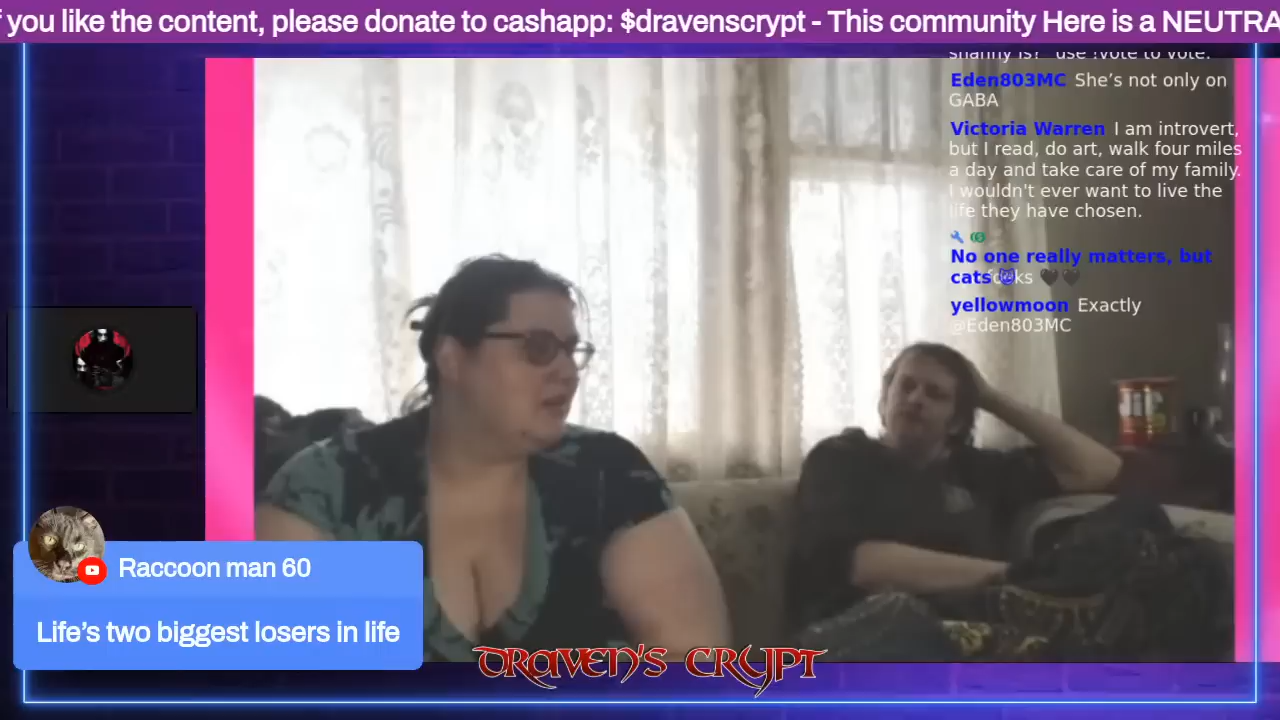 f you like the content, please donate to cashapp: $dravenscrypt - This community Here is a NEUTRA
shanny is? use !vote to vote.
Eden803MC She's not only on
GABA
Victoria Warren I am introvert,
but I read, do art, walk four miles
a day and take care of my family.
I wouldn't ever want to live the
life they have chosen.
No one really matters, but
cats
yellowmoon Exactly
@Eden803MC
Raccoon man 60
Life's two biggest losers in life
DRAVEN'S CRYPT